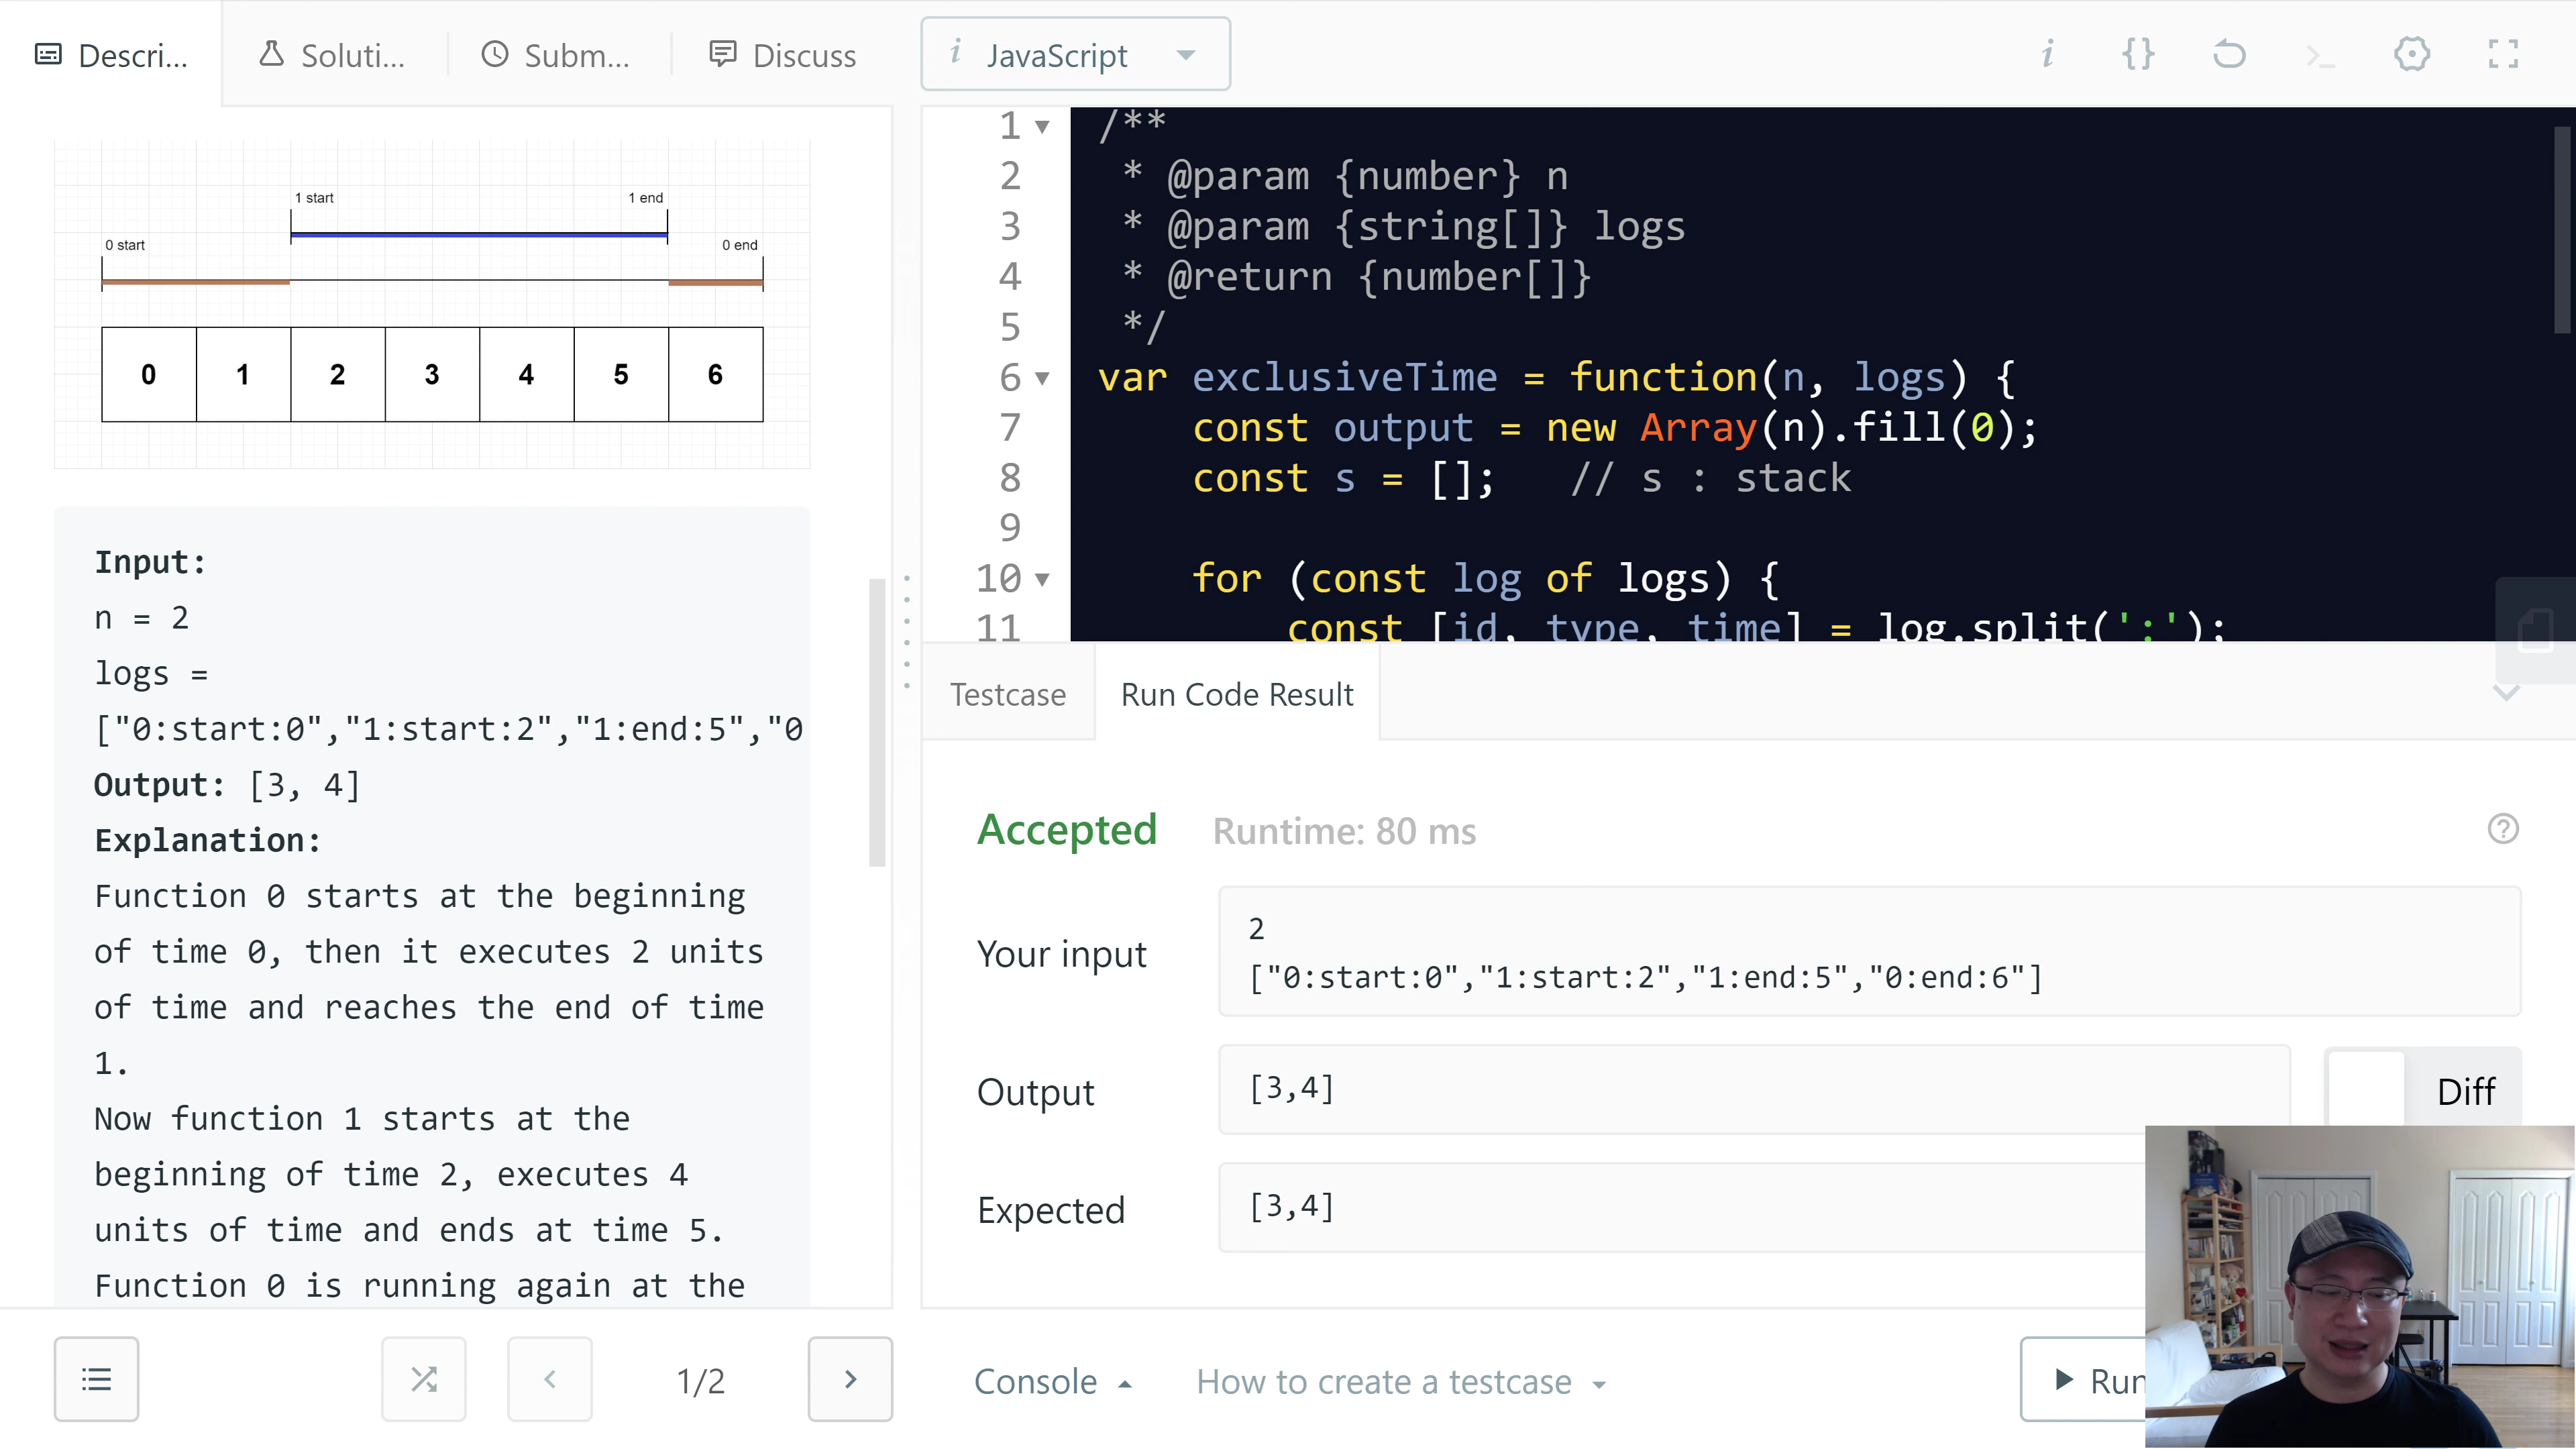 Descri...
Soluti...
Subm...
Discuss
i JavaScript
i {} >_
1 start
1 end
0 start
0 end
0 1 2 3 4 5 6
Input:
n = 2
logs =
["0:start:0","1:start:2","1:end:5","0
Output: [3, 4]
Explanation:
Function 0 starts at the beginning
of time 0, then it executes 2 units
of time and reaches the end of time
1.
Now function 1 starts at the
beginning of time 2, executes 4
units of time and ends at time 5.
Function 0 is running again at the
1/2
1 /**
2 * @param {number} n
3 * @param {string[]} logs
4 * @return {number[]}
5 */
6 var exclusiveTime = function(n, logs) {
7 const output = new Array(n).fill(0);
8 const s = []; // s : stack
9
10 for (const log of logs) {
11 const [id, type, time] = log.split(':');
Testcase
Run Code Result
Accepted
Runtime: 80 ms
?
Your input
2
["0:start:0","1:start:2","1:end:5","0:end:6"]
Output
[3,4]
Diff
Expected
[3,4]
Console
How to create a testcase
Run